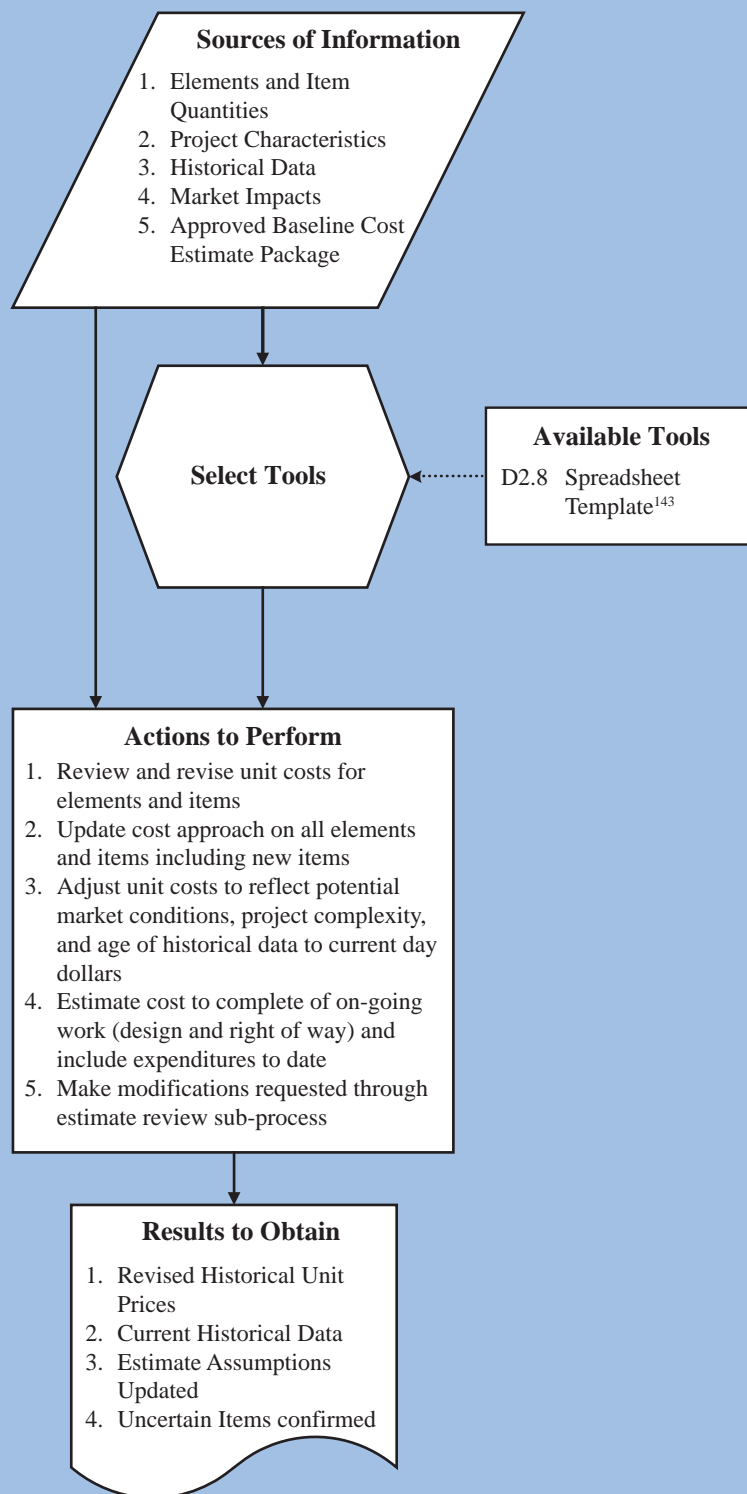 Sources of Information
1. Elements and Item
Quantities
2. Project Characteristics
3. Historical Data
4. Market Impacts
5. Approved Baseline Cost
Estimate Package
Select Tools
Available Tools
D2.8 Spreadsheet
Template143
Actions to Perform
1. Review and revise unit costs for
elements and items
2. Update cost approach on all elements
and items including new items
3. Adjust unit costs to reflect potential
market conditions, project complexity,
and age of historical data to current day
dollars
4. Estimate cost to complete of on-going
work (design and right of way) and
include expenditures to date
5. Make modifications requested through
estimate review sub-process
Results to Obtain
1. Revised Historical Unit
Prices
2. Current Historical Data
3. Estimate Assumptions
Updated
4. Uncertain Items confirmed